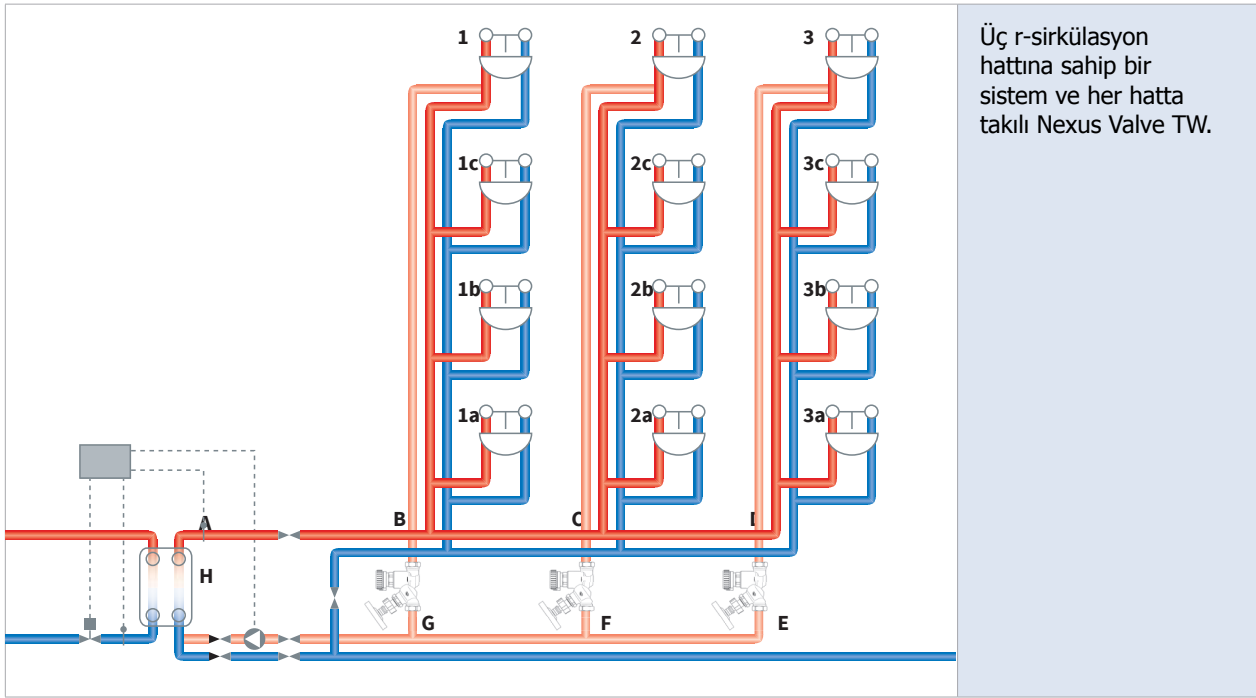 1 2 3
1c 2c 3c
1b 2b 3b
1a 2a 3a
A B C D
H
G F E
Üç r-sirkülasyon
hattına sahip bir
sistem ve her hatta
takılı Nexus Valve TW.